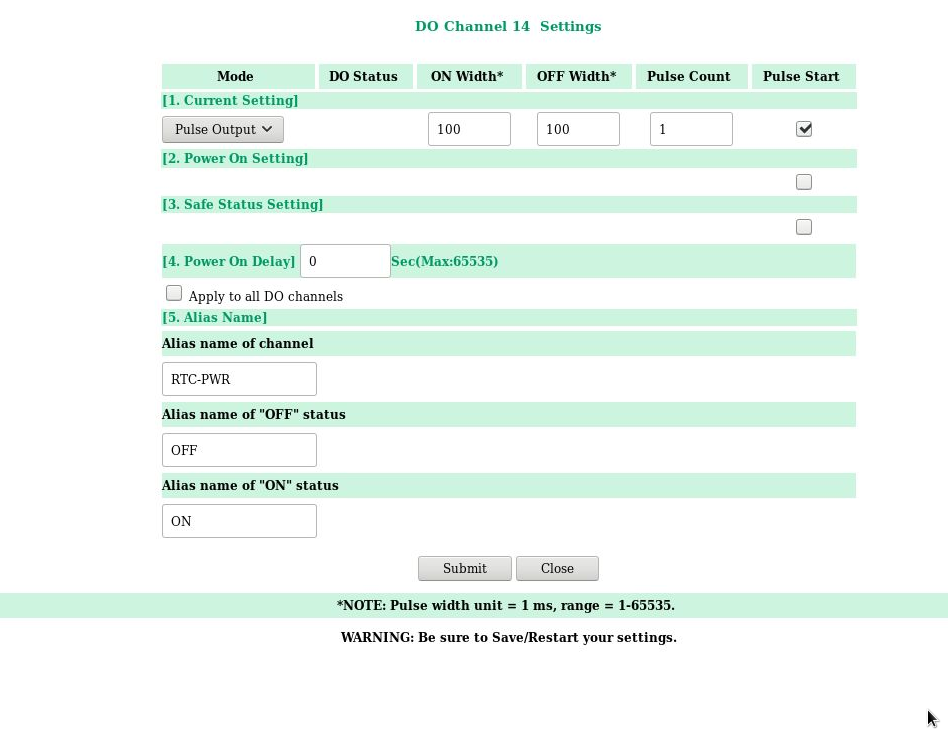 DO Channel 14 Settings
Mode DO Status ON Width* OFF Width* Pulse Count Pulse Start
[1. Current Setting]
Pulse Output 100 100 1
[2. Power On Setting]
[3. Safe Status Setting]
[4. Power On Delay] 0 Sec(Max:65535)
Apply to all DO channels
[5. Alias Name]
Alias name of channel
RTC-PWR
Alias name of "OFF" status
OFF
Alias name of "ON" status
ON
Submit Close
*NOTE: Pulse width unit = 1 ms, range = 1-65535.
WARNING: Be sure to Save/Restart your settings.